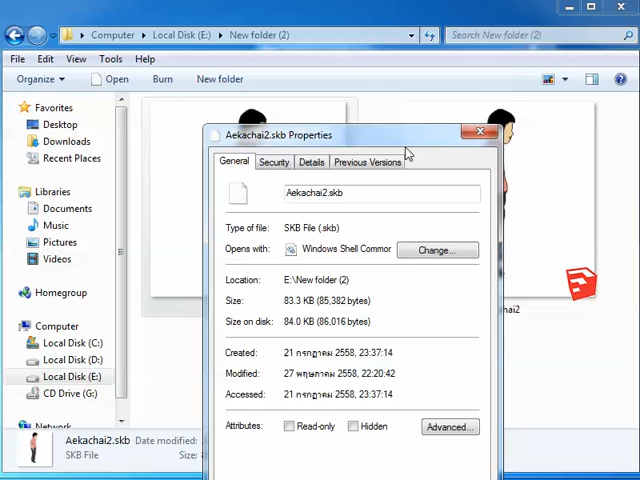 Computer
Local Disk (E:)
New folder (2)
Search New folder (2)
File Edit View Tools Help
Organize Open Burn New folder
Favorites
Desktop
Downloads
Recent Places
Libraries
Documents
Music
Pictures
Videos
Homegroup
Computer
Local Disk (C:)
Local Disk (D:)
Local Disk (E:)
CD Drive (G:)
Network
Aekachai2.skb Properties
General Security Details Previous Versions
Aekachai2.skb
Type of file: SKB File (.skb)
Opens with: Windows Shell Commor Change...
Location: E:\New folder (2)
Size: 83.3 KB (85,382 bytes)
Size on disk: 84.0 KB (86,016 bytes)
Created: 21 กรกฎาคม 2558, 23:37:14
Modified: 27 พฤษภาคม 2558, 22:20:42
Accessed: 21 กรกฎาคม 2558, 23:37:14
Attributes: Read-only Hidden Advanced...
Aekachai2.skb Date modified:
SKB File